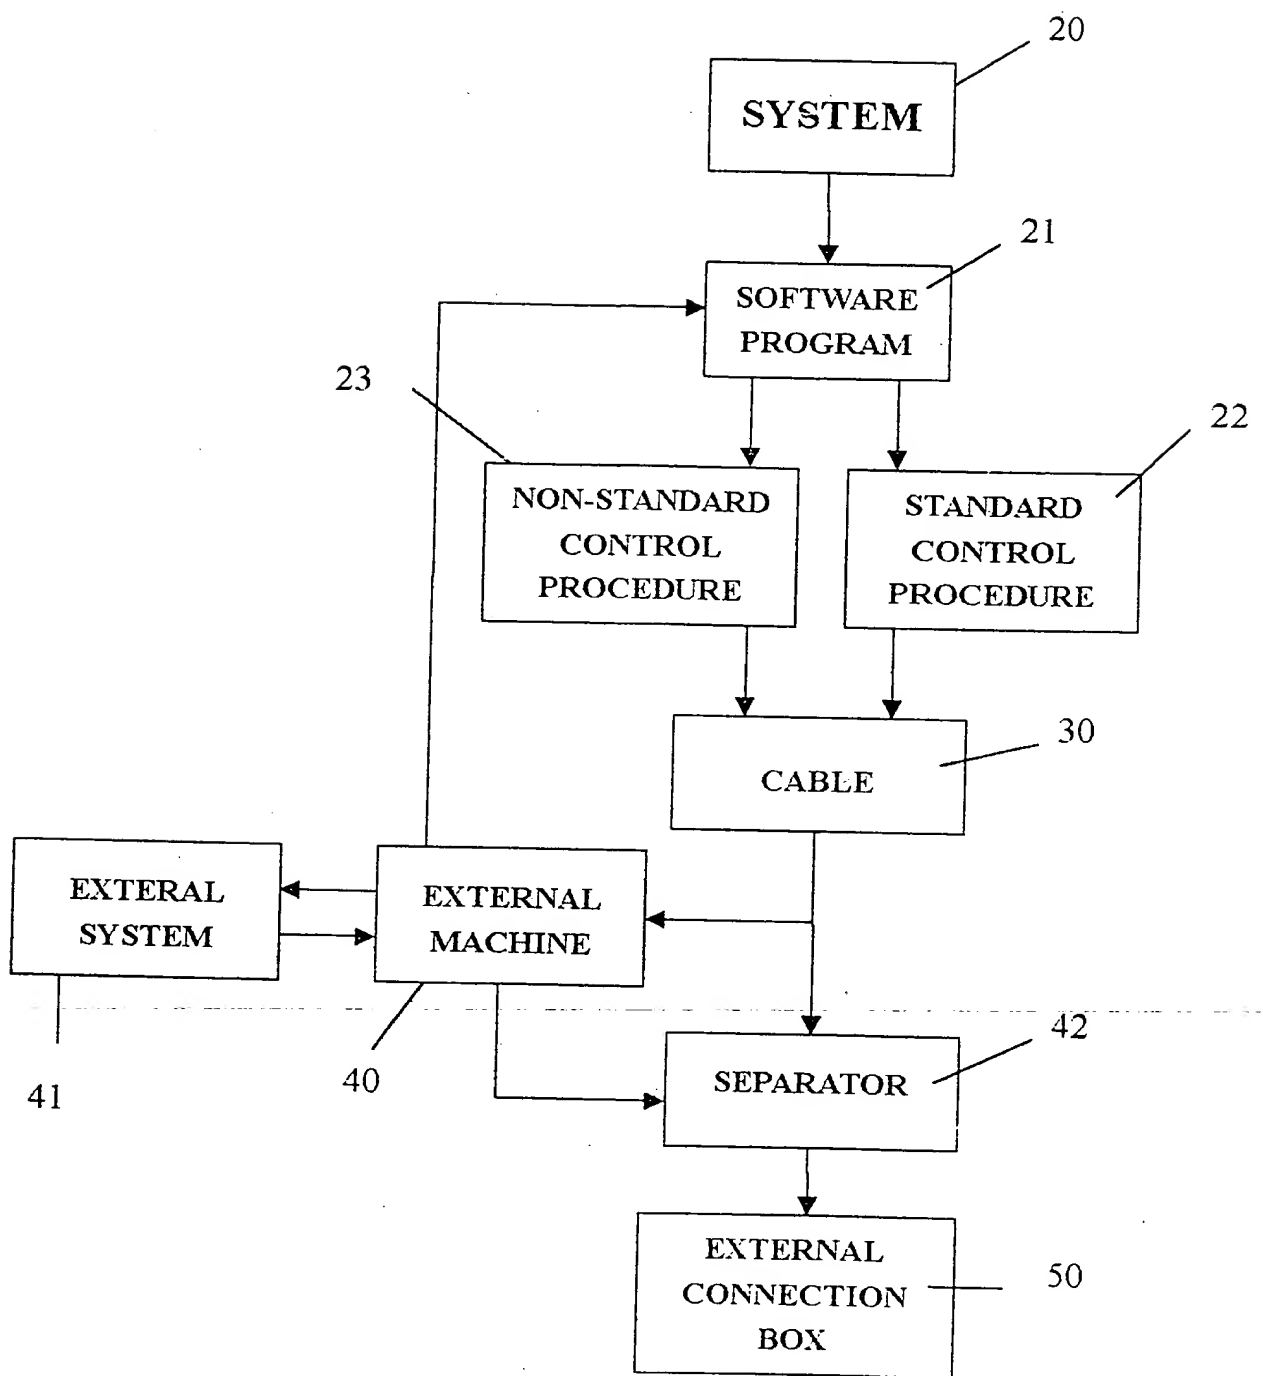 20
SYSTEM
21
SOFTWARE
PROGRAM
23
22
NON-STANDARD
CONTROL
PROCEDURE
STANDARD
CONTROL
PROCEDURE
30
CABLE
EXTERAL
SYSTEM
EXTERNAL
MACHINE
42
41
40
SEPARATOR
EXTERNAL
CONNECTION
BOX
50